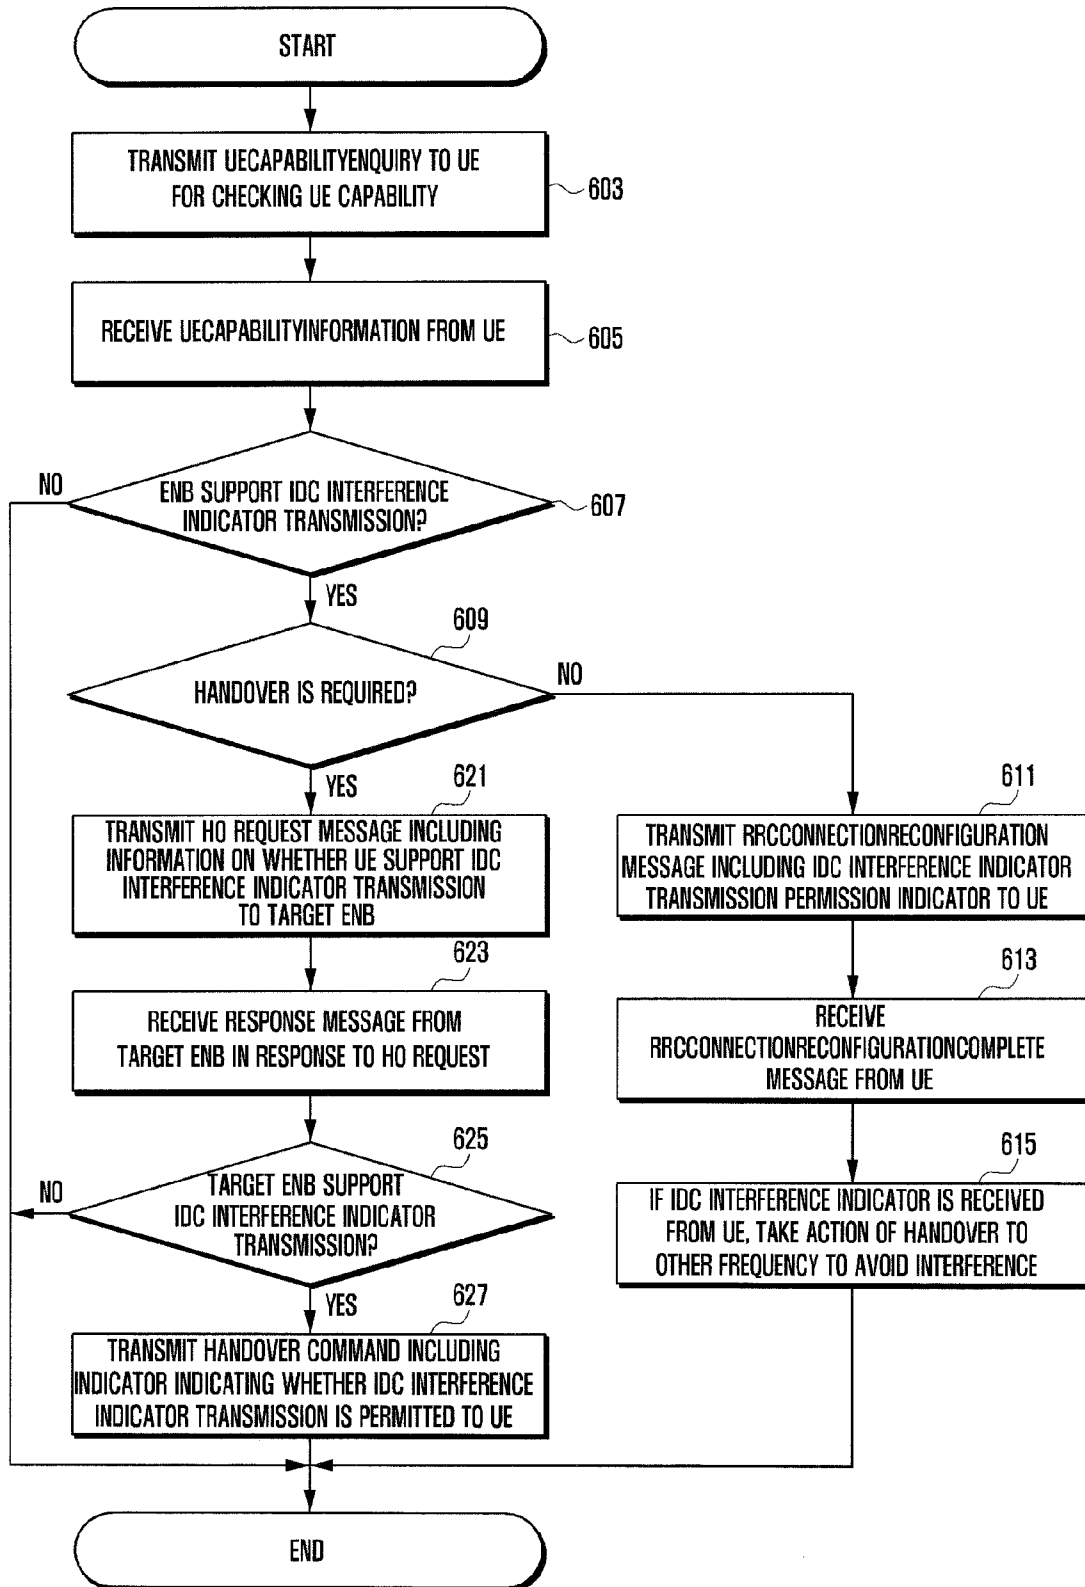 START
TRANSMIT UECAPABILITYENQUIRY TO UE
FOR CHECKING UE CAPABILITY
603
RECEIVE UECAPABILITYINFORMATION FROM UE
605
NO
ENB SUPPORT IDC INTERFERENCE
INDICATOR TRANSMISSION?
607
YES
609
HANDOVER IS REQUIRED?
NO
YES
621
TRANSMIT HO REQUEST MESSAGE INCLUDING
INFORMATION ON WHETHER UE SUPPORT IDC
INTERFERENCE INDICATOR TRANSMISSION
TO TARGET ENB
611
TRANSMIT RRCCONNECTIONRECONFIGURATION
MESSAGE INCLUDING IDC INTERFERENCE INDICATOR
TRANSMISSION PERMISSION INDICATOR TO UE
623
RECEIVE RESPONSE MESSAGE FROM
TARGET ENB IN RESPONSE TO HO REQUEST
613
RECEIVE
RRCCONNECTIONRECONFIGURATIONCOMPLETE
MESSAGE FROM UE
625
NO
TARGET ENB SUPPORT
IDC INTERFERENCE INDICATOR
TRANSMISSION?
615
IF IDC INTERFERENCE INDICATOR IS RECEIVED
FROM UE, TAKE ACTION OF HANDOVER TO
OTHER FREQUENCY TO AVOID INTERFERENCE
YES
627
TRANSMIT HANDOVER COMMAND INCLUDING
INDICATOR INDICATING WHETHER IDC INTERFERENCE
INDICATOR TRANSMISSION IS PERMITTED TO UE
END